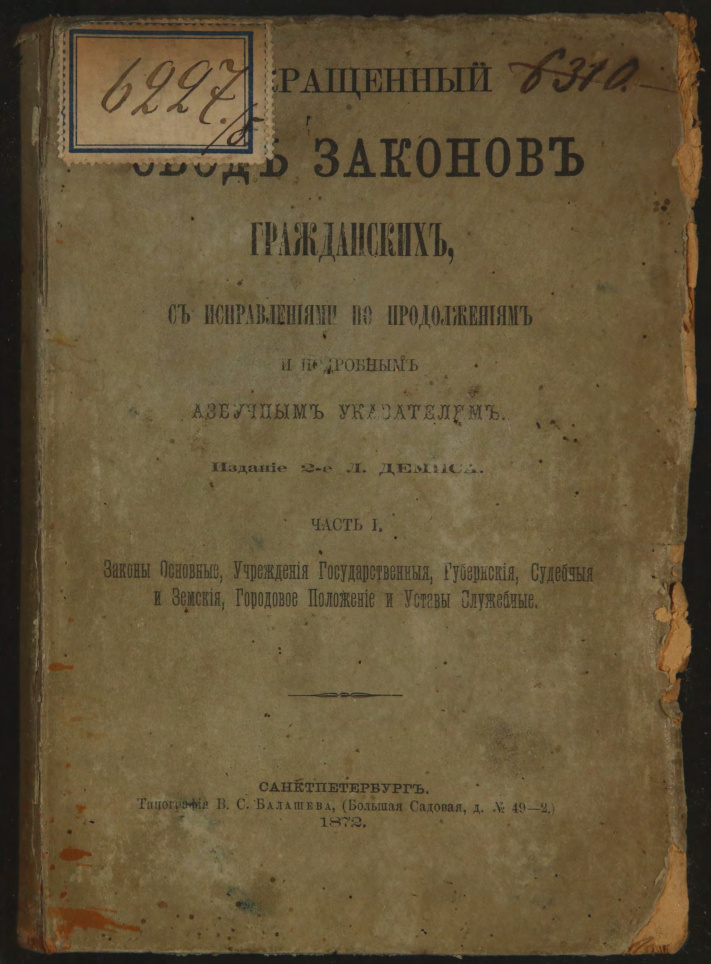 6227./б
КРАЩЕННЫЙ 6310.
СВОДЪ ЗАКОНОВЪ
ГРАЖДАНСКИХЪ,
СЪ ИСПРАВЛЕНІЯМИ ПО ПРОДОЛЖЕНІЯМЪ
И ПОДРОБНЫМЪ
АЗБУЧНЫМЪ УКАЗАТЕЛЕМЪ.
Изданіе 2-е Л. ДЕМИСА.
ЧАСТЬ I.
Законы Основные, Учрежденія Государственныя, Губернскія, Судебныя
и Земскія, Городовое Положеніе и Уставы Служебные.
САНКТПЕТЕРБУРГЪ.
Типографія В. С. Балашева, (Большая Садовая, д. № 49—2.)
1872.